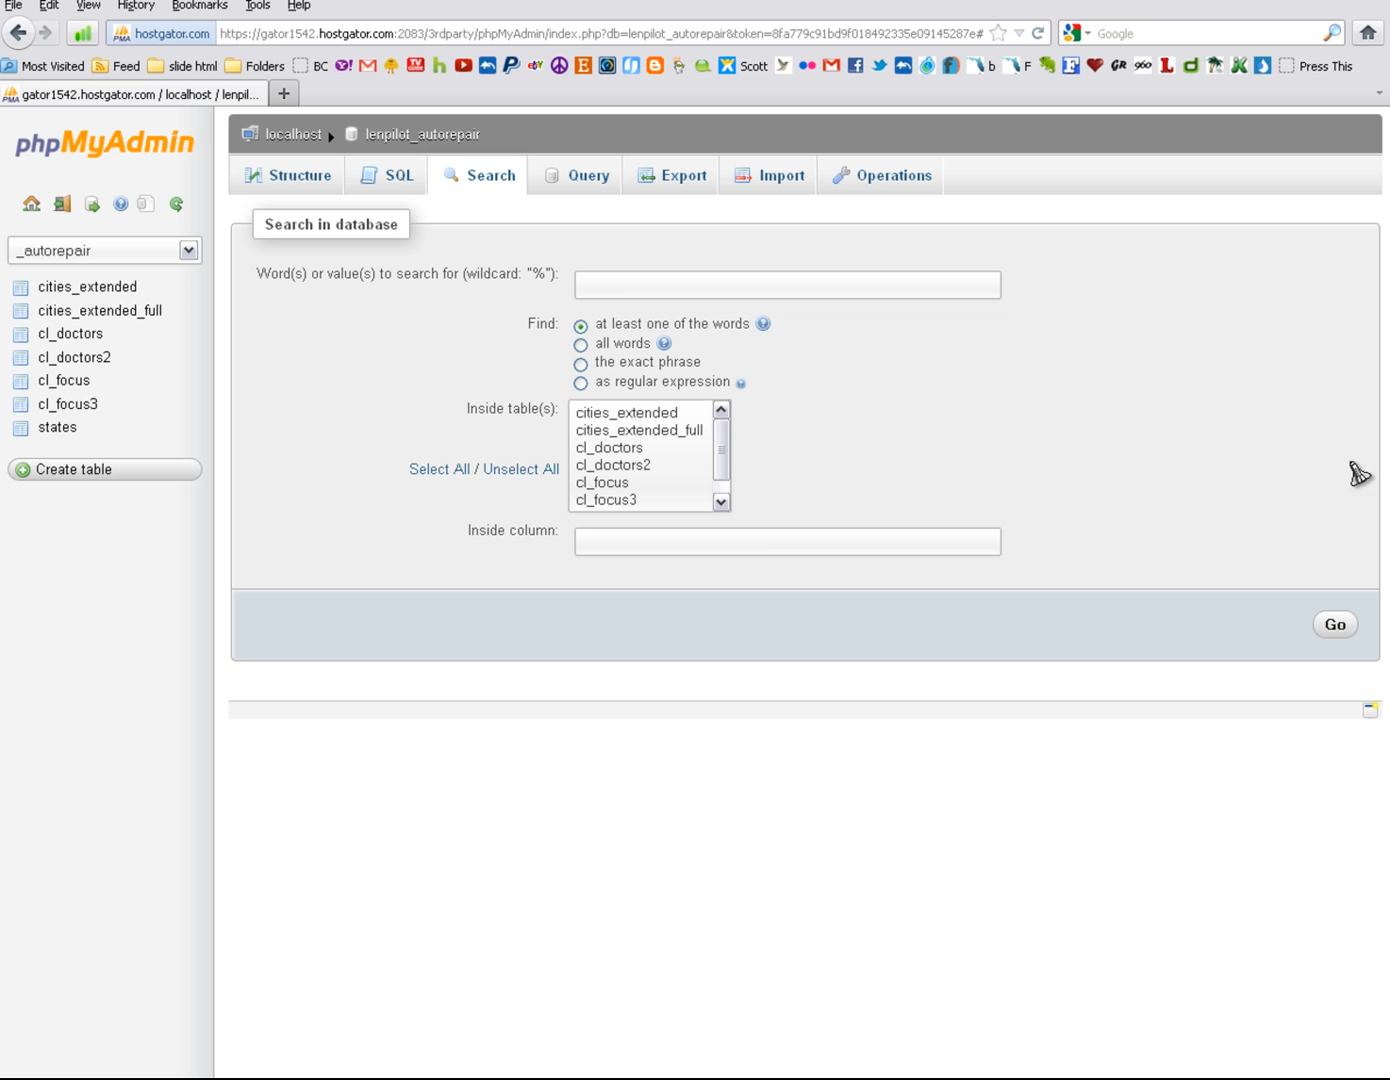 File Edit View History Bookmarks Tools Help
hostgator.com https://gator1542.hostgator.com:2083/3rdparty/phpMyAdmin/index.php?db=lenpilot_autorepair&token=8fa779c91bd9f018492335e09145287e# Google
Most Visited Feed slide html Folders BC Scott b F GR 960 Press This
gator1542.hostgator.com / localhost / lenpil...
phpMyAdmin
localhost lenpilot_autorepair
Structure SQL Search Query Export Import Operations
_autorepair
cities_extended
cities_extended_full
cl_doctors
cl_doctors2
cl_focus
cl_focus3
states
Create table
Search in database
Word(s) or value(s) to search for (wildcard: "%"):
Find: at least one of the words
all words
the exact phrase
as regular expression
Inside table(s):
cities_extended
cities_extended_full
cl_doctors
cl_doctors2
cl_focus
cl_focus3
Select All / Unselect All
Inside column:
Go